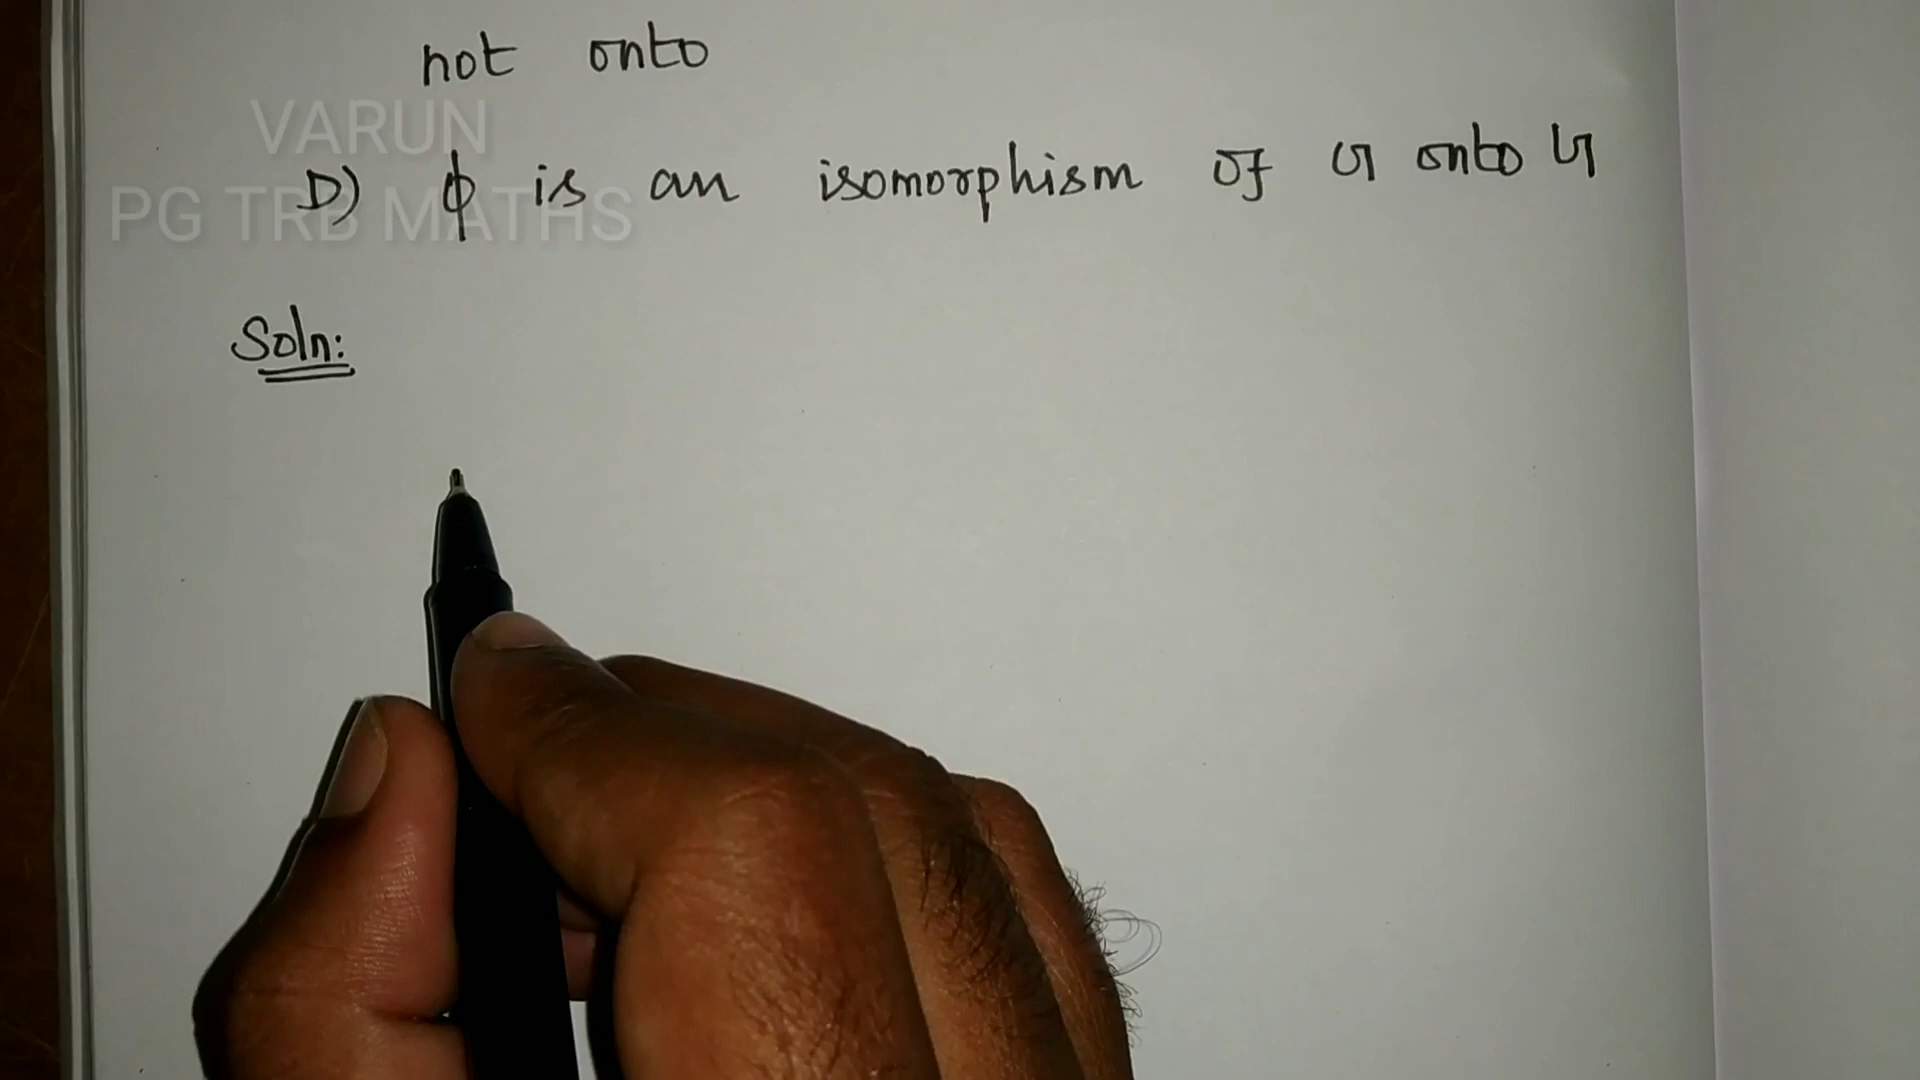 not onto
VARUN
D) ϕ is an isomorphism of G onto G
PG TRB MATHS
Soln: